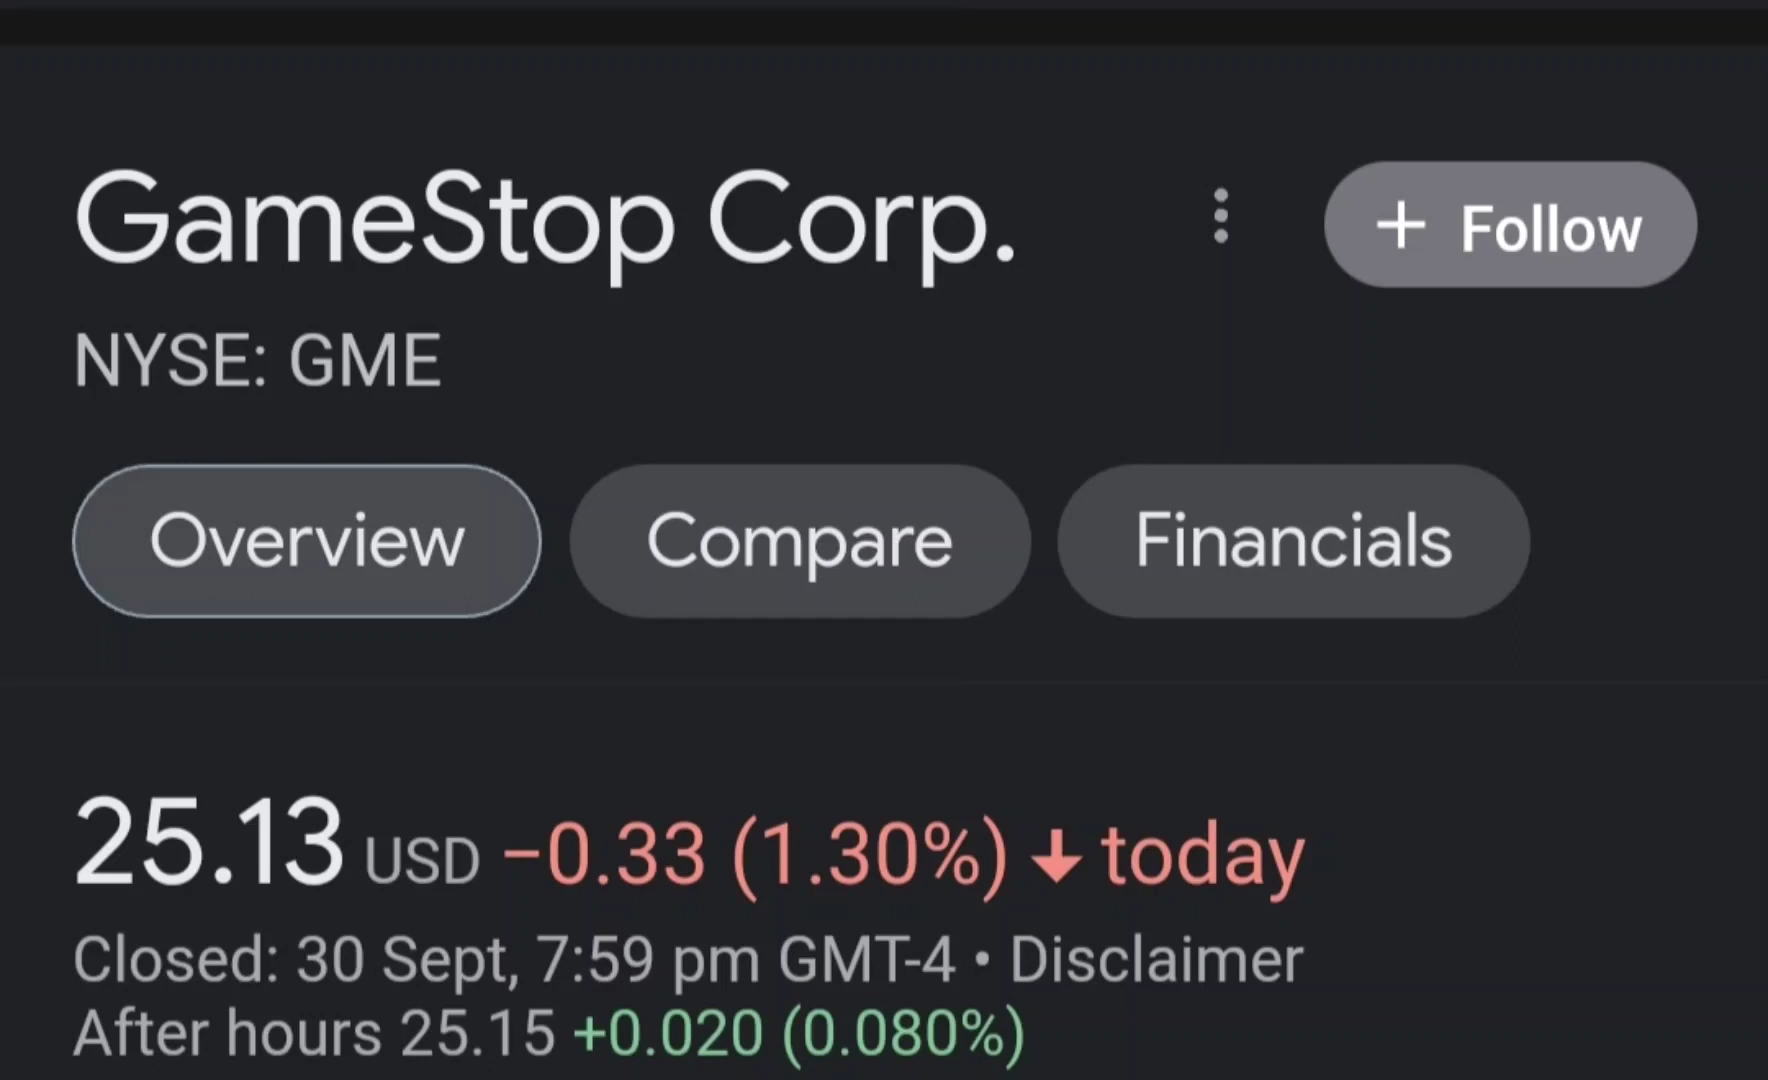 GameStop Corp.
+ Follow
NYSE: GME
Overview Compare Financials
25.13 USD −0.33 (1.30%) ↓ today
Closed: 30 Sept, 7:59 pm GMT-4 • Disclaimer
After hours 25.15 +0.020 (0.080%)